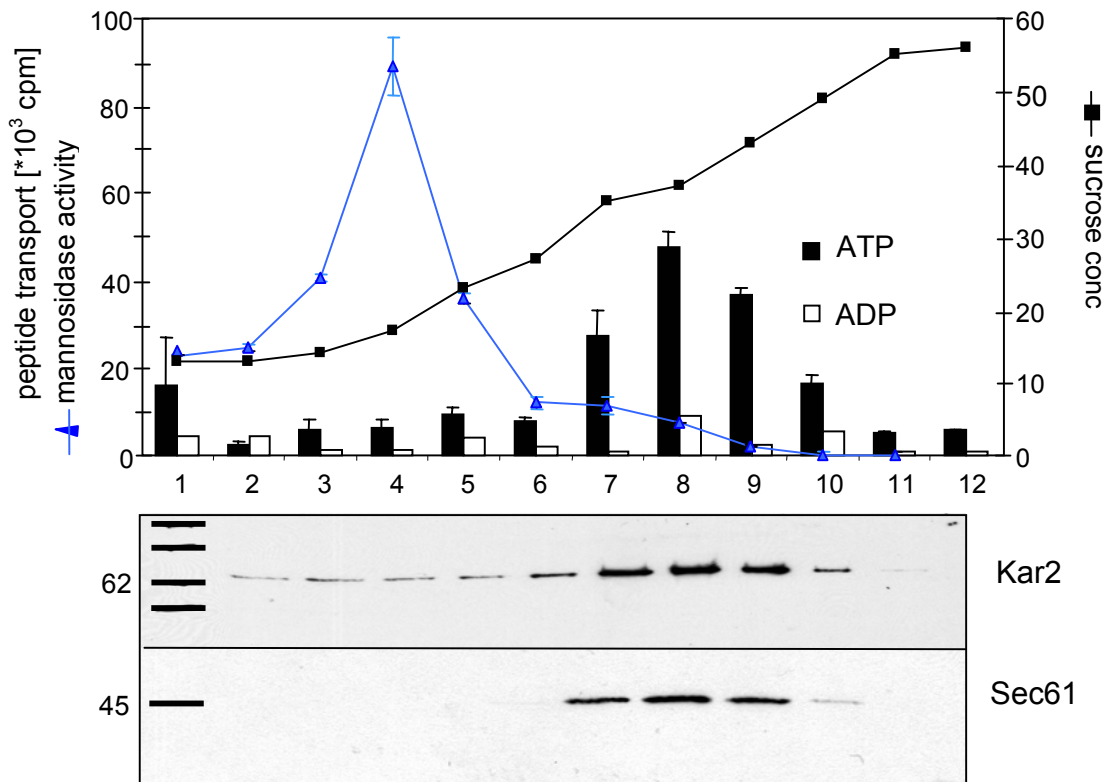 peptide transport [*10³ cpm]
mannosidase activity
100
80
60
40
20
0
60
50
40
30
20
10
0
sucrose conc
ATP
ADP
1 2 3 4 5 6 7 8 9 10 11 12
62
Kar2
45
Sec61